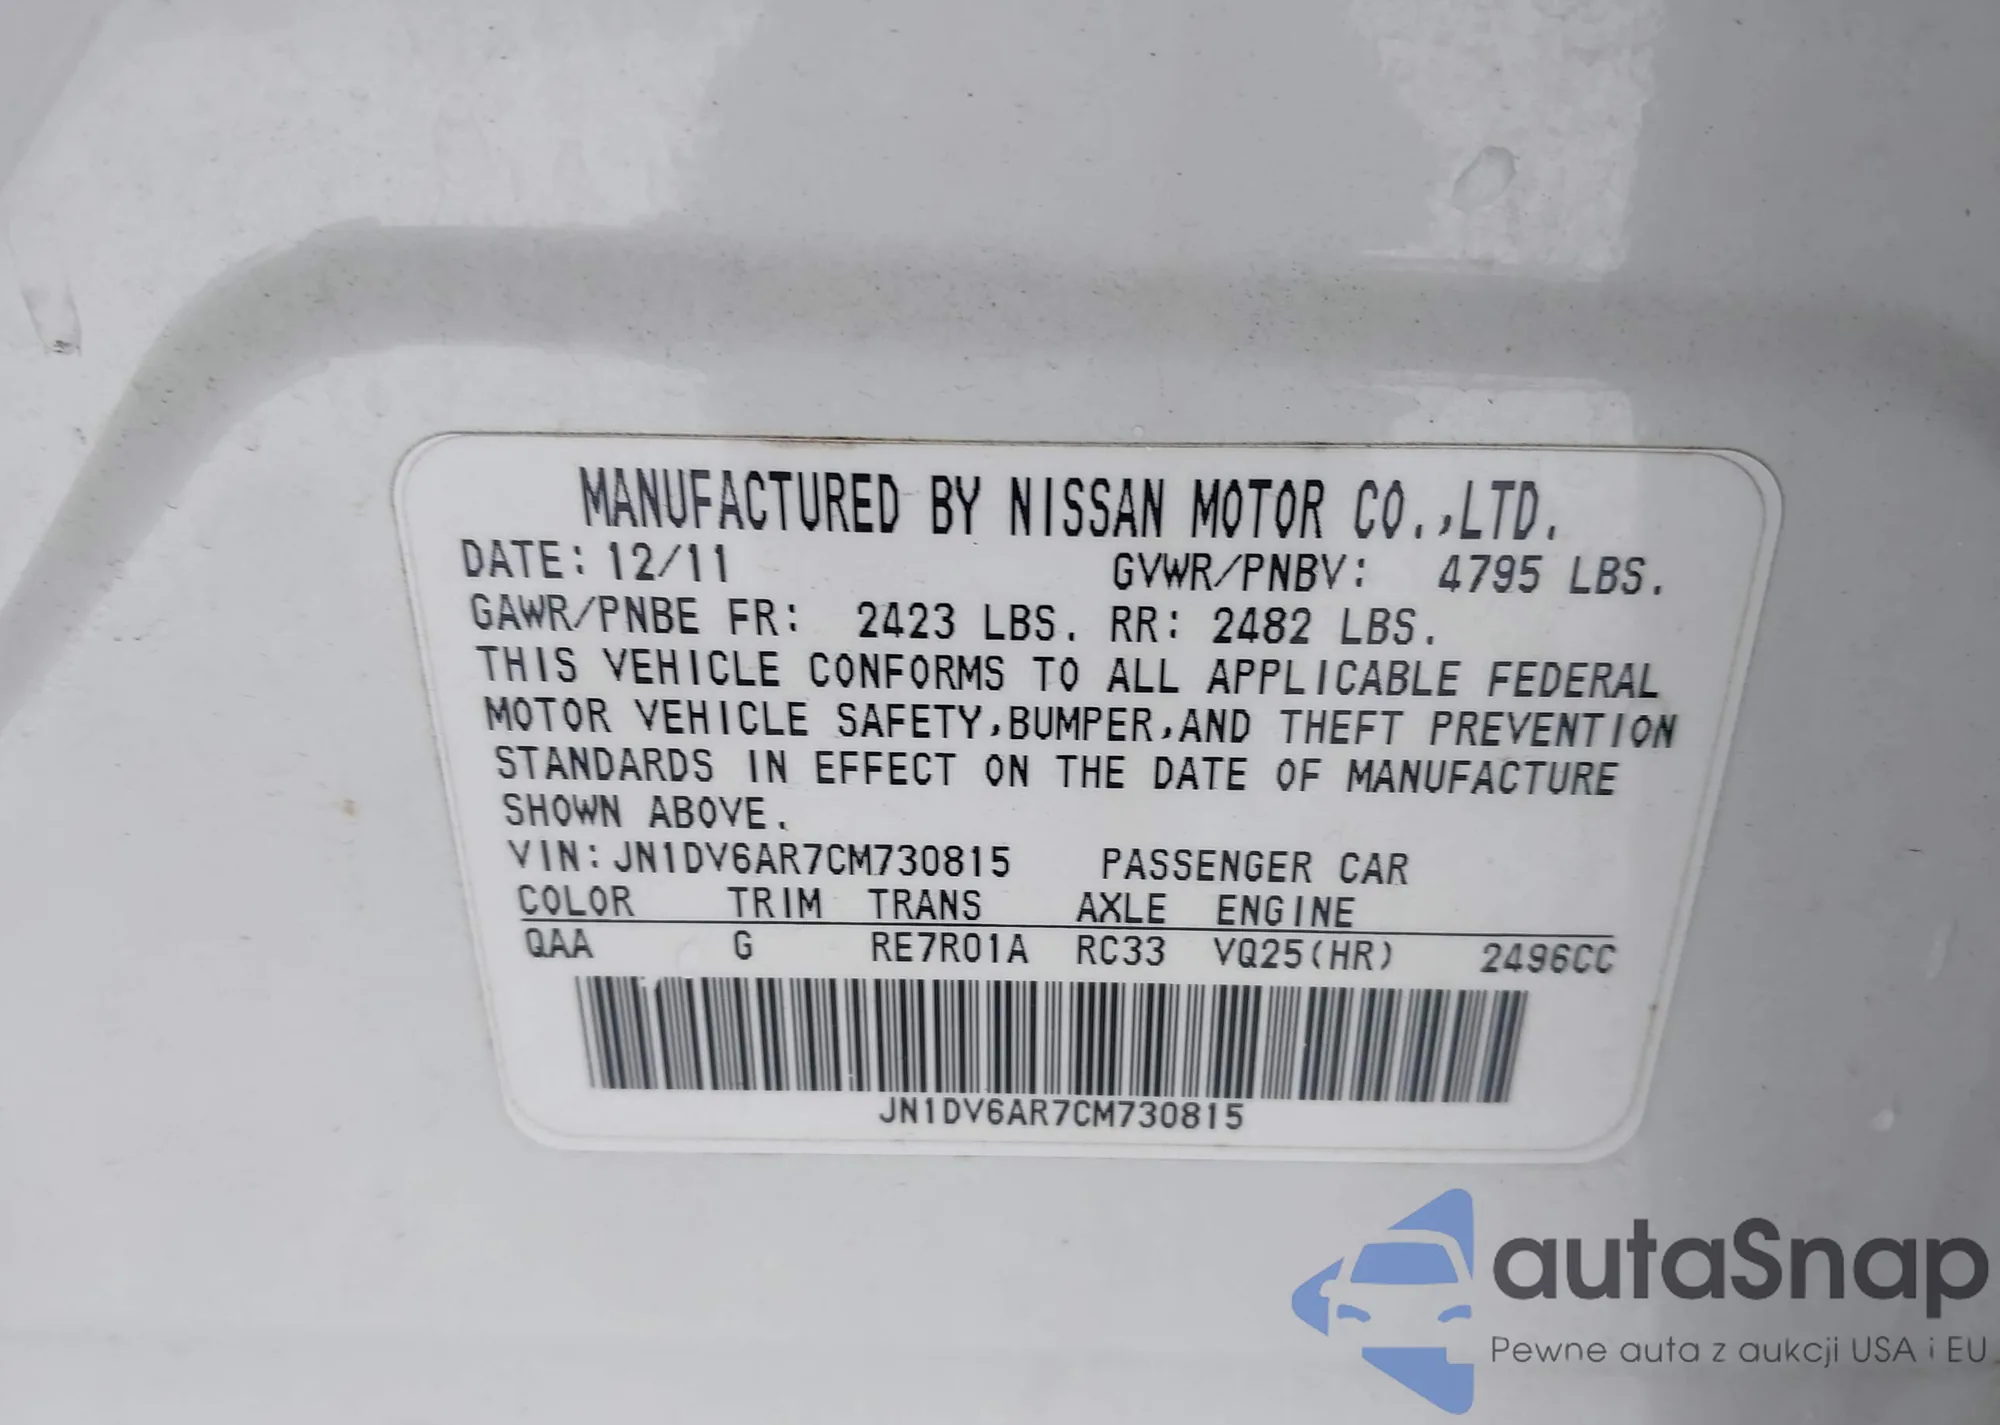 MANUFACTURED BY NISSAN MOTOR CO.,LTD.
DATE: 12/11 GVWR/PNBV: 4795 LBS.
GAWR/PNBE FR: 2423 LBS. RR: 2482 LBS.
THIS VEHICLE CONFORMS TO ALL APPLICABLE FEDERAL
MOTOR VEHICLE SAFETY,BUMPER,AND THEFT PREVENTION
STANDARDS IN EFFECT ON THE DATE OF MANUFACTURE
SHOWN ABOVE.
VIN:JN1DV6AR7CM730815 PASSENGER CAR
COLOR TRIM TRANS AXLE ENGINE
QAA G RE7R01A RC33 VQ25(HR) 2496CC
JN1DV6AR7CM730815
autaSnap
Pewne auta z aukcji USA i EU